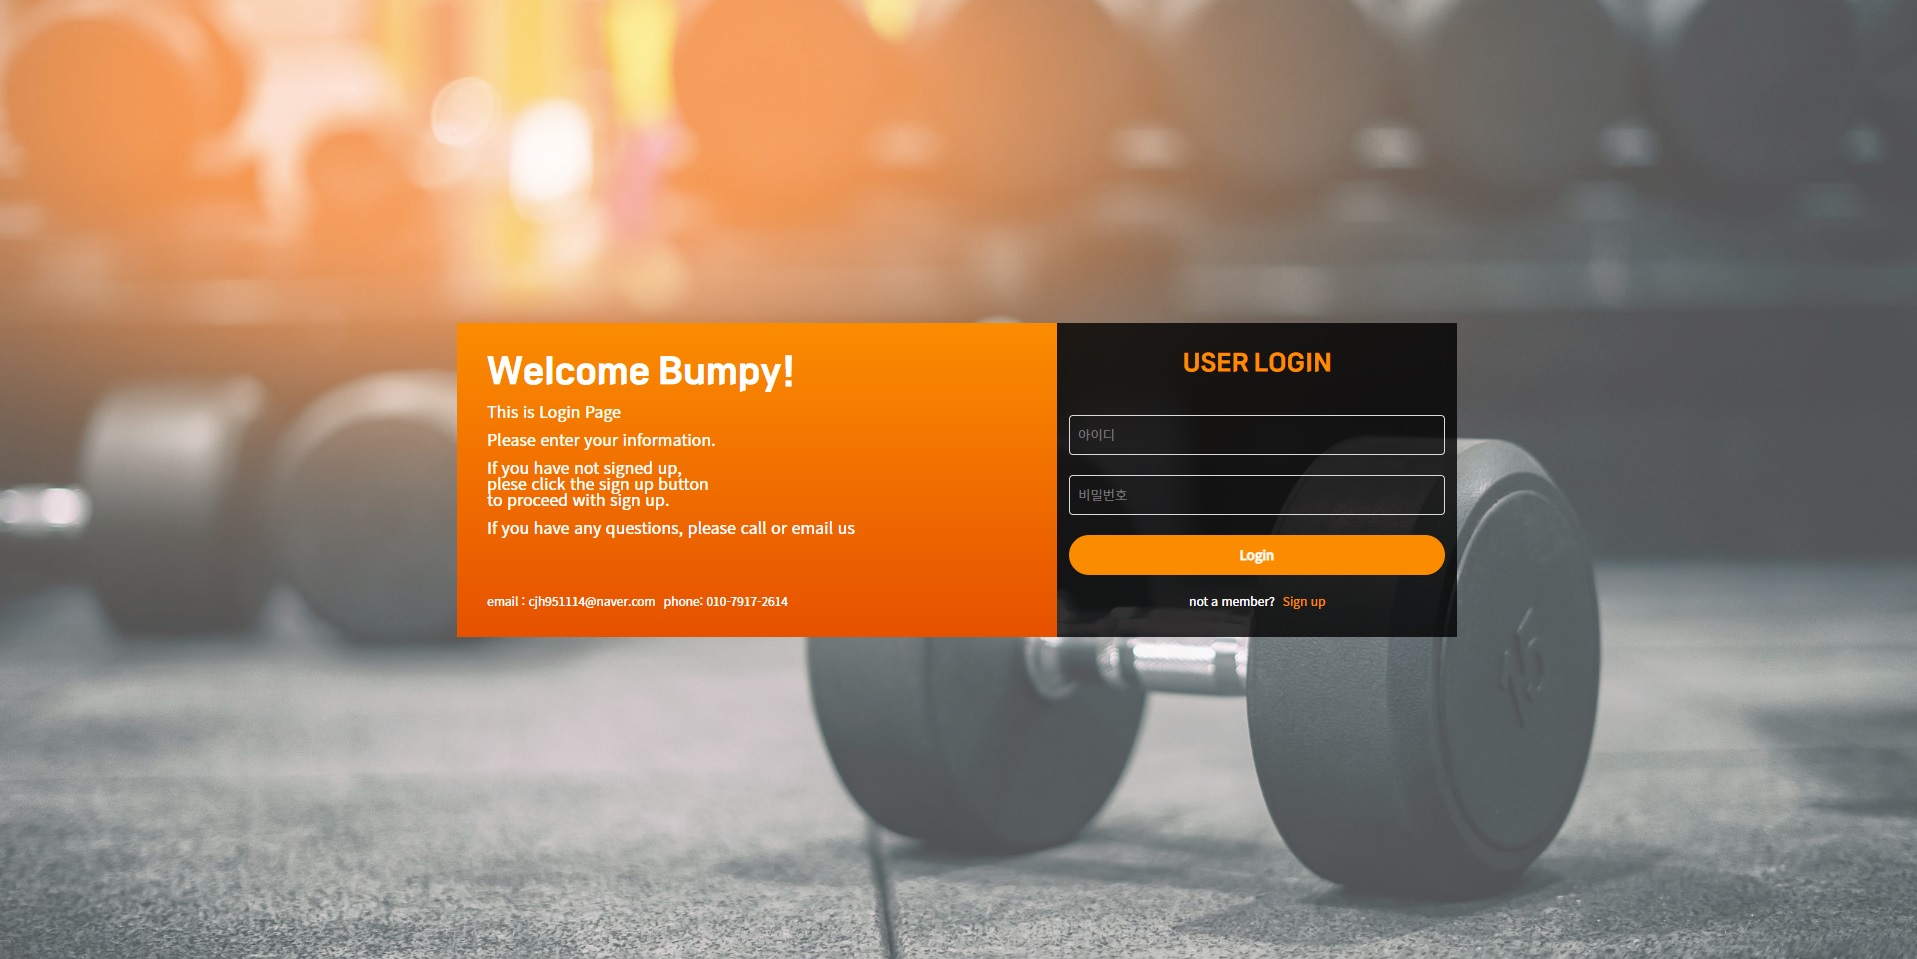 Welcome Bumpy!
This is Login Page
Please enter your information.
If you have not signed up,
plese click the sign up button
to proceed with sign up.
If you have any questions, please call or email us
email : cjh951114@naver.com phone: 010-7917-2614
USER LOGIN
아이디
비밀번호
Login
not a member? Sign up